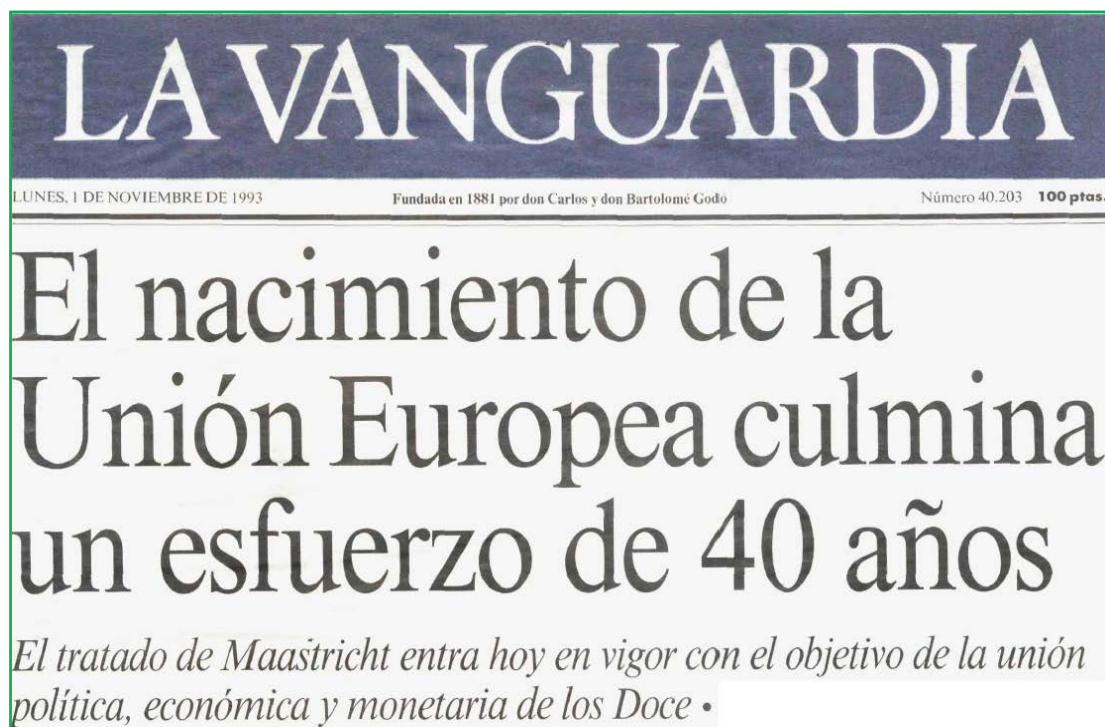 LA VANGUARDIA
LUNES, 1 DE NOVIEMBRE DE 1993 Fundada en 1881 por don Carlos y don Bartolomé Godó Número 40.203 100 ptas.
El nacimiento de la
Unión Europea culmina
un esfuerzo de 40 años
El tratado de Maastricht entra hoy en vigor con el objetivo de la unión
política, económica y monetaria de los Doce •